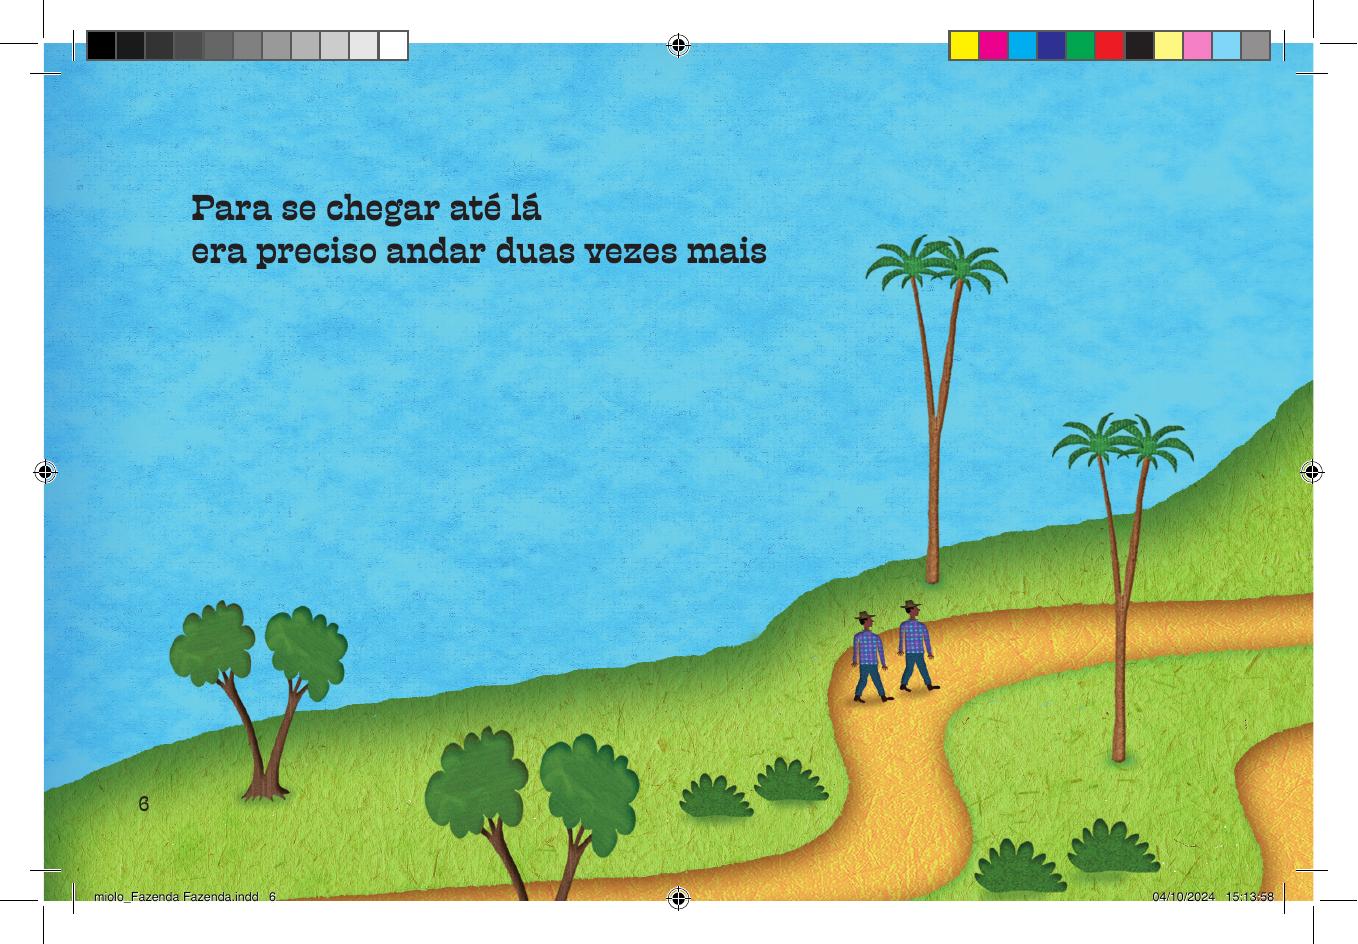 Para se chegar até lá
era preciso andar duas vezes mais
6
miolo_Fazenda Fazenda.indd 6
04/10/2024 15:13:58